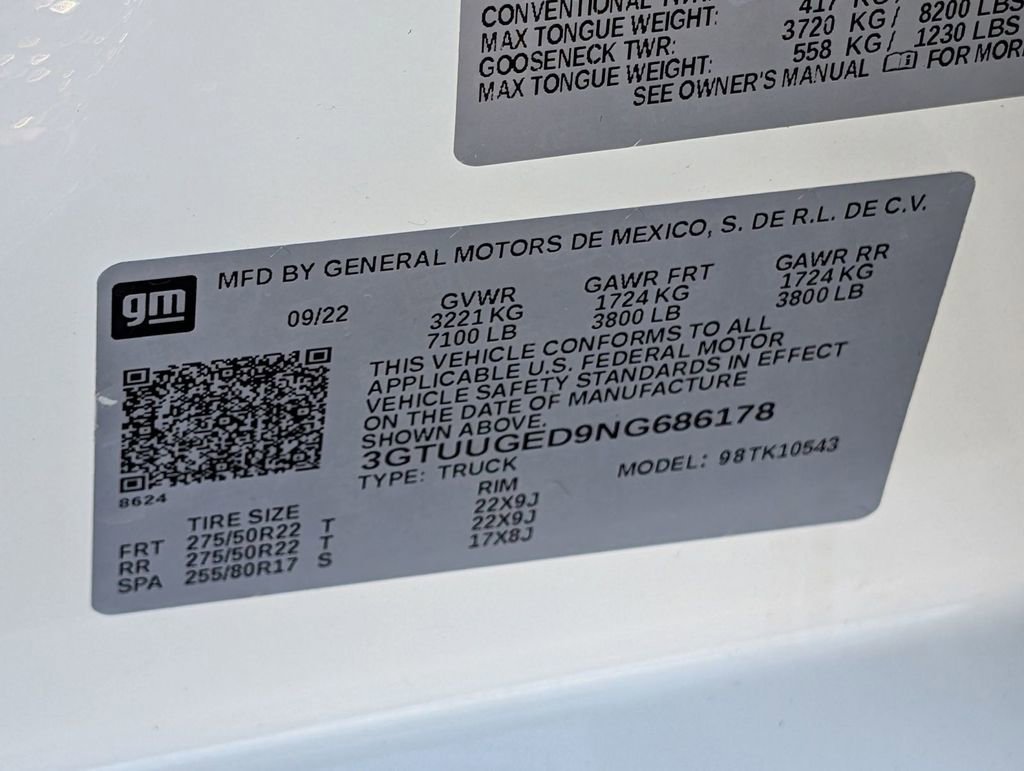 CONVENTIONAL TWR:
MAX TONGUE WEIGHT: 417 KG/
GOOSENECK TWR: 3720 KG/ 8200 LBS
MAX TONGUE WEIGHT: 558 KG/ 1230 LBS
SEE OWNER'S MANUAL FOR MOR
MFD BY GENERAL MOTORS DE MEXICO, S. DE R.L. DE C.V.
gm
09/22
GVWR GAWR FRT GAWR RR
3221 KG 1724 KG 1724 KG
7100 LB 3800 LB 3800 LB
THIS VEHICLE CONFORMS TO ALL
APPLICABLE U.S. FEDERAL MOTOR
VEHICLE SAFETY STANDARDS IN EFFECT
ON THE DATE OF MANUFACTURE
SHOWN ABOVE.
3GTUUGED9NG686178
TYPE: TRUCK MODEL: 98TK10543
8624
TIRE SIZE RIM
FRT 275/50R22 T 22X9J
RR 275/50R22 T 22X9J
SPA 255/80R17 S 17X8J